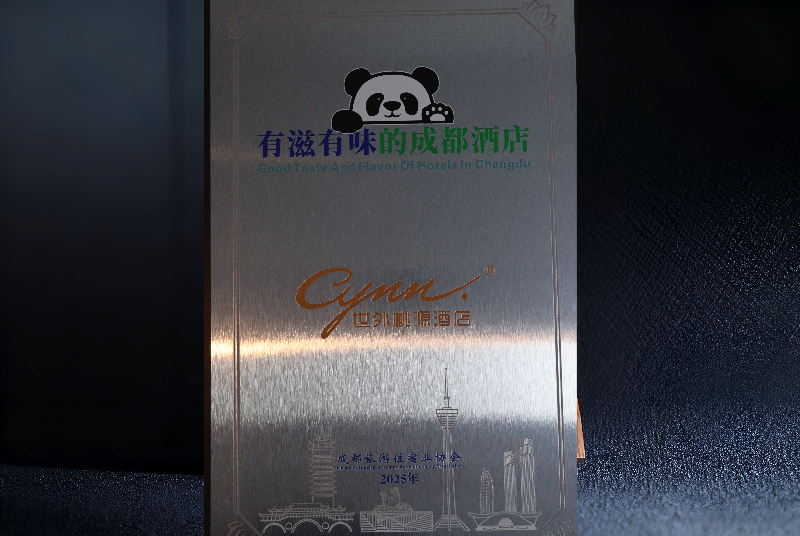 有滋有味的成都酒店
Good Taste And Flavor Of Hotels In Chengdu
Cynn.®
世外桃源酒店
成都旅游住宿业协会
2025年